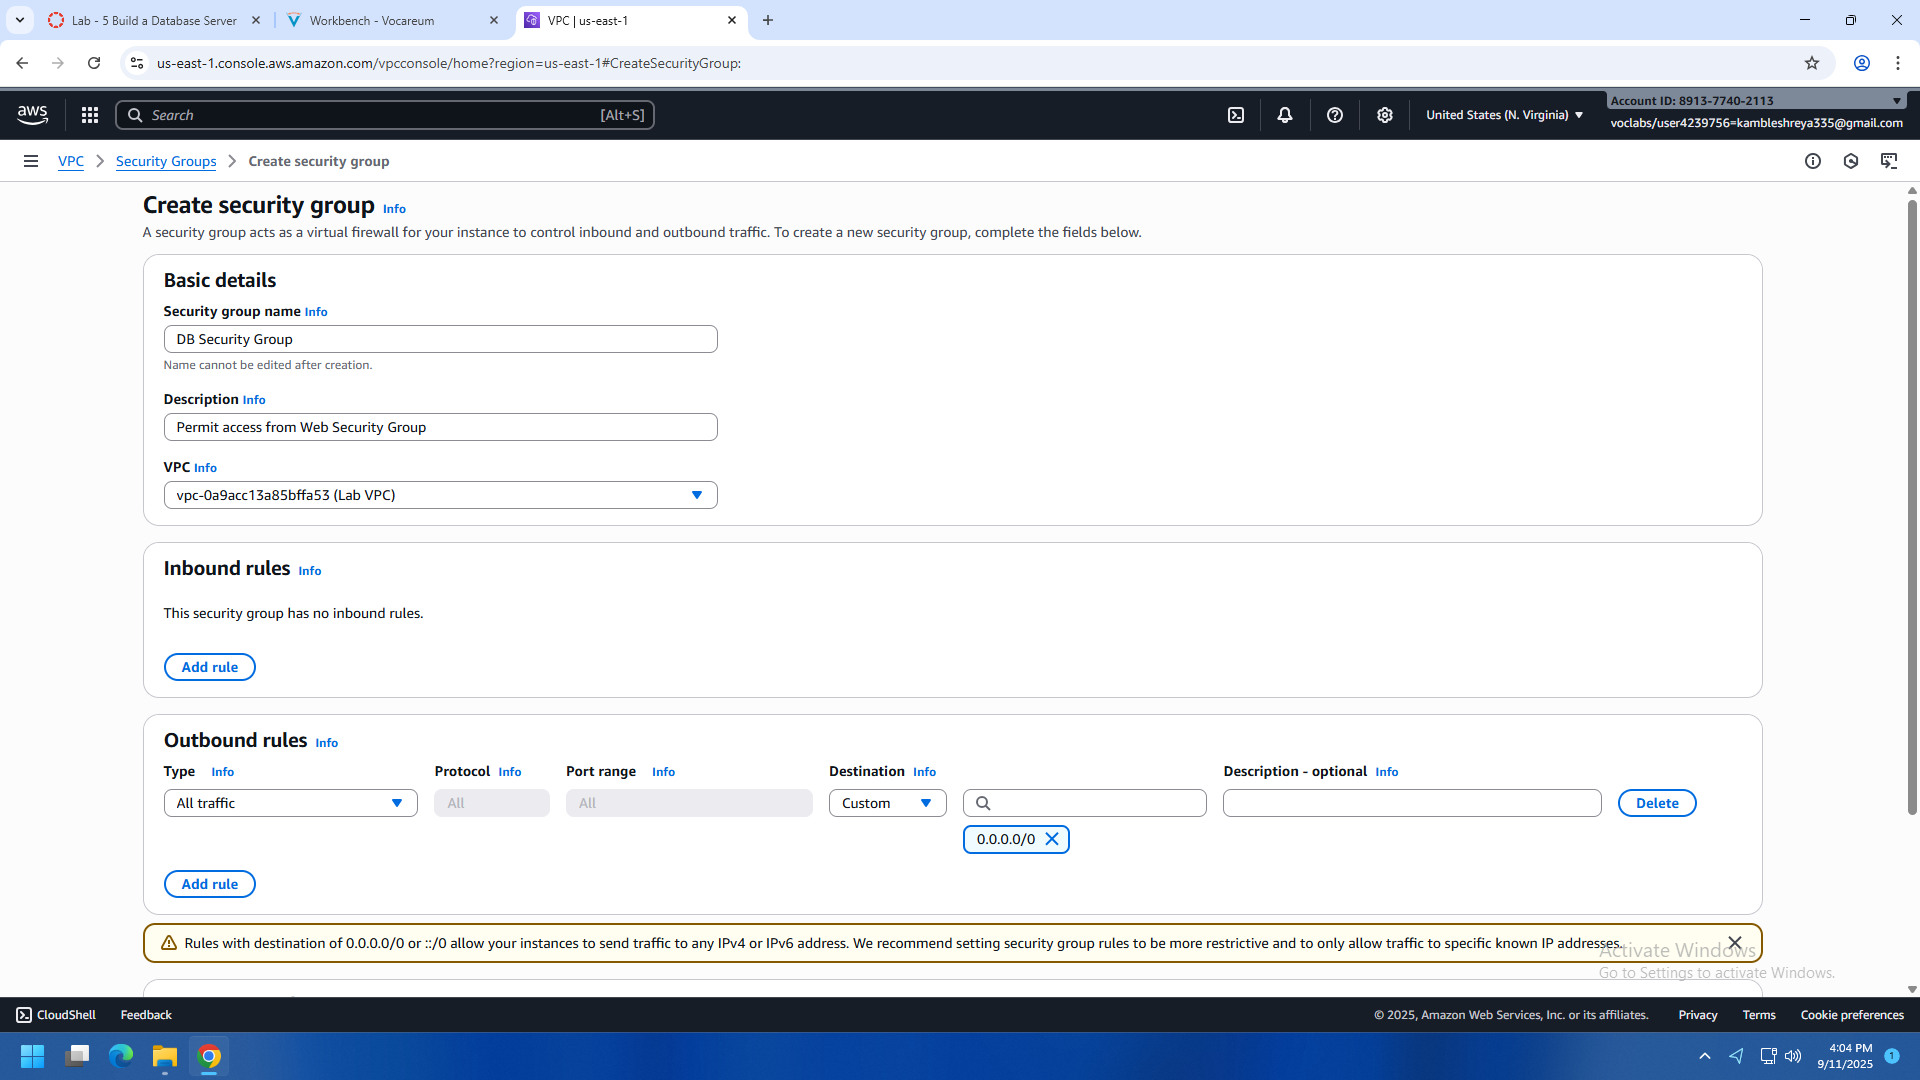 Lab - 5 Build a Database Server
Workbench - Vocareum
VPC | us-east-1
us-east-1.console.aws.amazon.com/vpcconsole/home?region=us-east-1#CreateSecurityGroup:
aws
Search
[Alt+S]
United States (N. Virginia)
Account ID: 8913-7740-2113
voclabs/user4239756=kambleshreya335@gmail.com
VPC
Security Groups
Create security group
Create security group Info
A security group acts as a virtual firewall for your instance to control inbound and outbound traffic. To create a new security group, complete the fields below.
Basic details
Security group name Info
DB Security Group
Name cannot be edited after creation.
Description Info
Permit access from Web Security Group
VPC Info
vpc-0a9acc13a85bffa53 (Lab VPC)
Inbound rules Info
This security group has no inbound rules.
Add rule
Outbound rules Info
Type Info Protocol Info Port range Info Destination Info Description - optional Info
All traffic All All Custom Delete
0.0.0.0/0
Add rule
Rules with destination of 0.0.0.0/0 or ::/0 allow your instances to send traffic to any IPv4 or IPv6 address. We recommend setting security group rules to be more restrictive and to only allow traffic to specific known IP addresses.
Activate Windows
Go to Settings to activate Windows.
CloudShell Feedback © 2025, Amazon Web Services, Inc. or its affiliates. Privacy Terms Cookie preferences
4:04 PM
9/11/2025
1